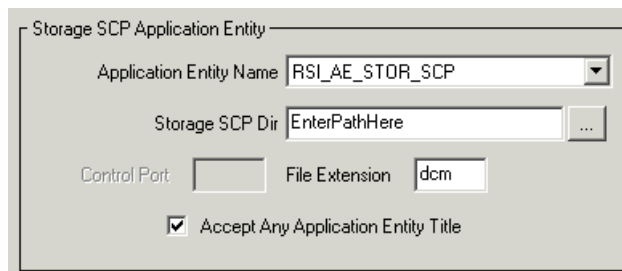 Storage SCP Application Entity
Application Entity Name RSI_AE_STOR_SCP
Storage SCP Dir EnterPathHere ...
Control Port File Extension dcm
Accept Any Application Entity Title